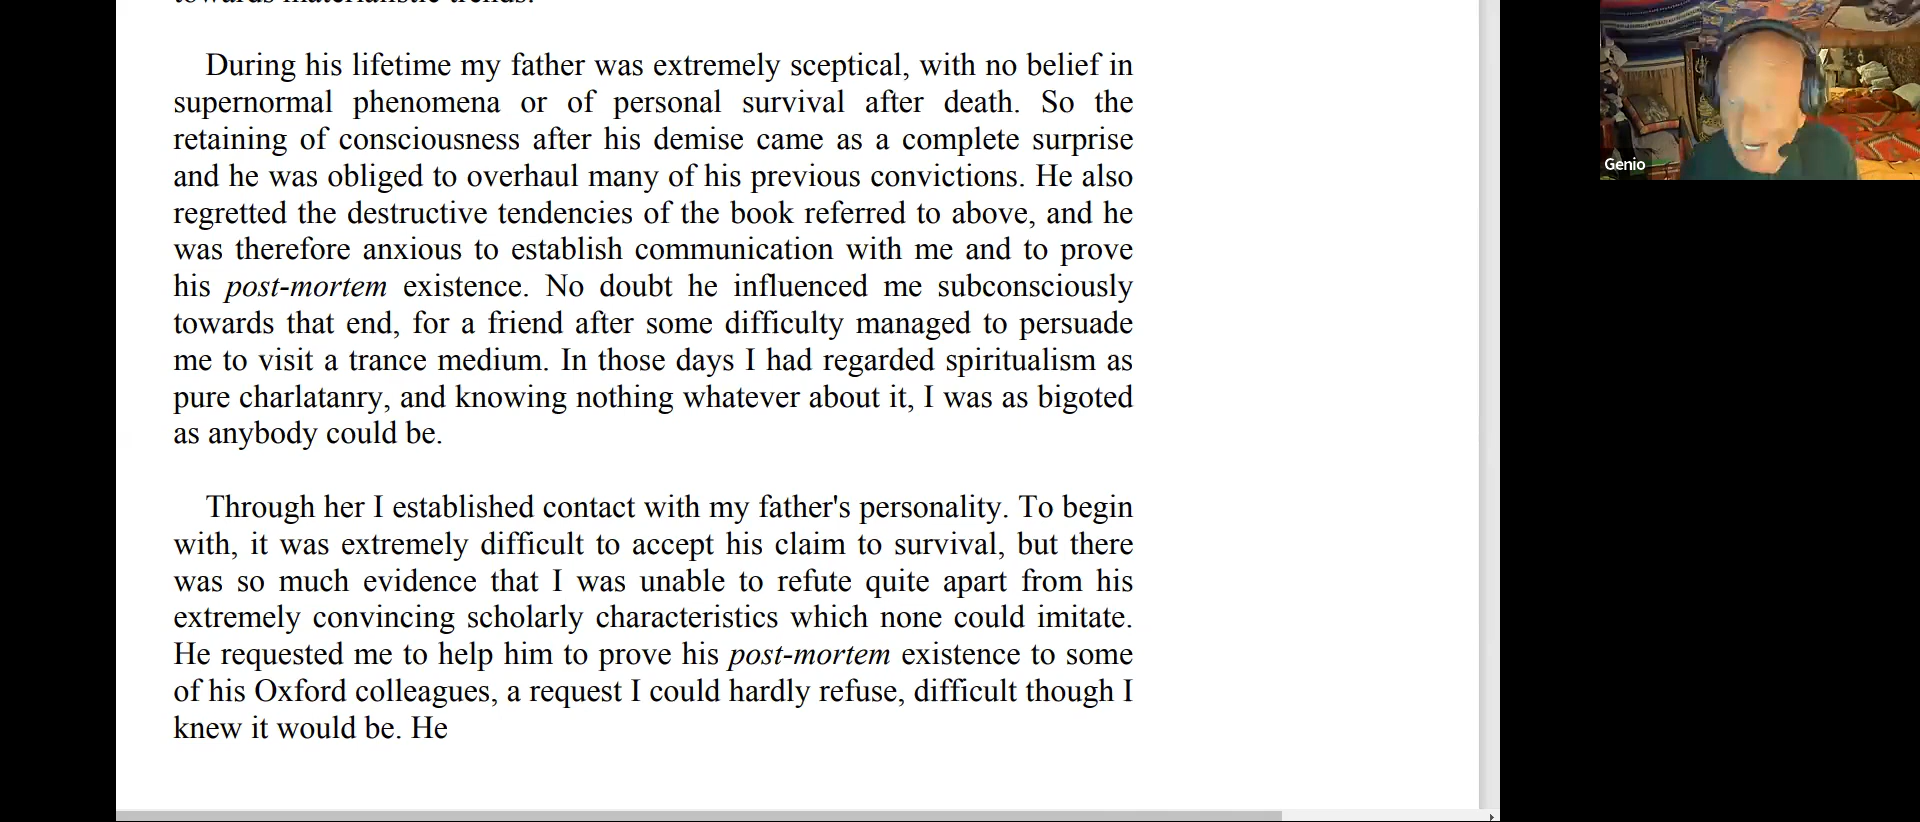 towards materialistic trends.
During his lifetime my father was extremely sceptical, with no belief in
supernormal phenomena or of personal survival after death. So the
retaining of consciousness after his demise came as a complete surprise
and he was obliged to overhaul many of his previous convictions. He also
regretted the destructive tendencies of the book referred to above, and he
was therefore anxious to establish communication with me and to prove
his post-mortem existence. No doubt he influenced me subconsciously
towards that end, for a friend after some difficulty managed to persuade
me to visit a trance medium. In those days I had regarded spiritualism as
pure charlatanry, and knowing nothing whatever about it, I was as bigoted
as anybody could be.
Through her I established contact with my father's personality. To begin
with, it was extremely difficult to accept his claim to survival, but there
was so much evidence that I was unable to refute quite apart from his
extremely convincing scholarly characteristics which none could imitate.
He requested me to help him to prove his post-mortem existence to some
of his Oxford colleagues, a request I could hardly refuse, difficult though I
knew it would be. He
Genio